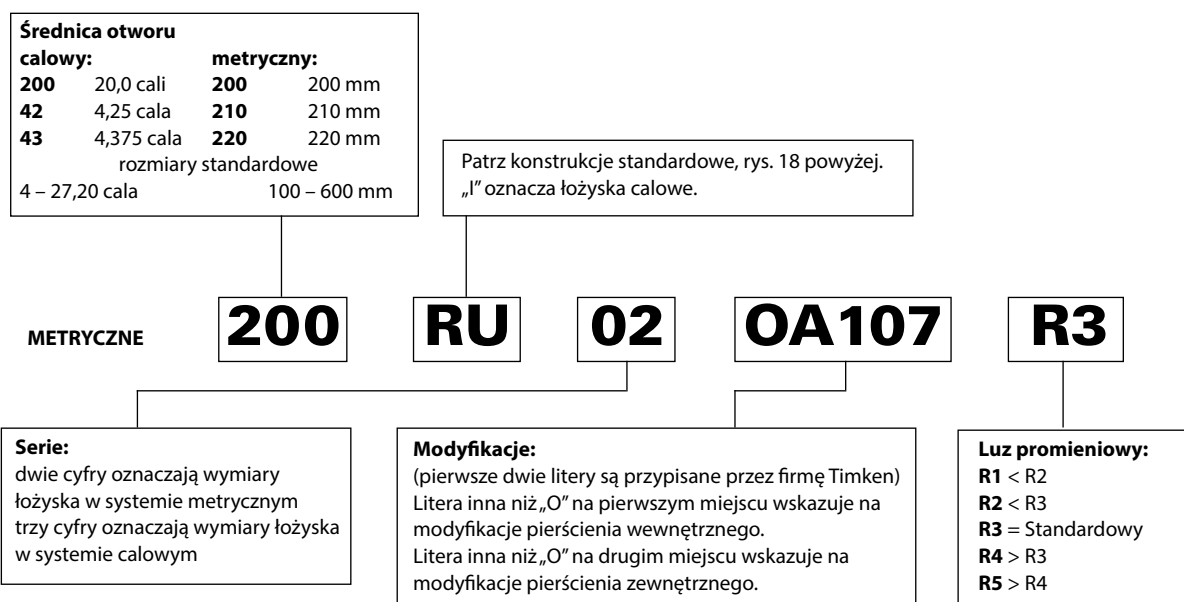 Średnica otworu
calowy: metryczny:
200 20,0 cali 200 200 mm
42 4,25 cala 210 210 mm
43 4,375 cala 220 220 mm
rozmiary standardowe
4 – 27,20 cala 100 – 600 mm
Patrz konstrukcje standardowe, rys. 18 powyżej.
„I” oznacza łożyska calowe.
METRYCZNE 200 RU 02 OA107 R3
Serie:
dwie cyfry oznaczają wymiary
łożyska w systemie metrycznym
trzy cyfry oznaczają wymiary łożyska
w systemie calowym
Modyfikacje:
(pierwsze dwie litery są przypisane przez firmę Timken)
Litera inna niż „O” na pierwszym miejscu wskazuje na
modyfikacje pierścienia wewnętrznego.
Litera inna niż „O” na drugim miejscu wskazuje na
modyfikacje pierścienia zewnętrznego.
Luz promieniowy:
R1 < R2
R2 < R3
R3 = Standardowy
R4 > R3
R5 > R4